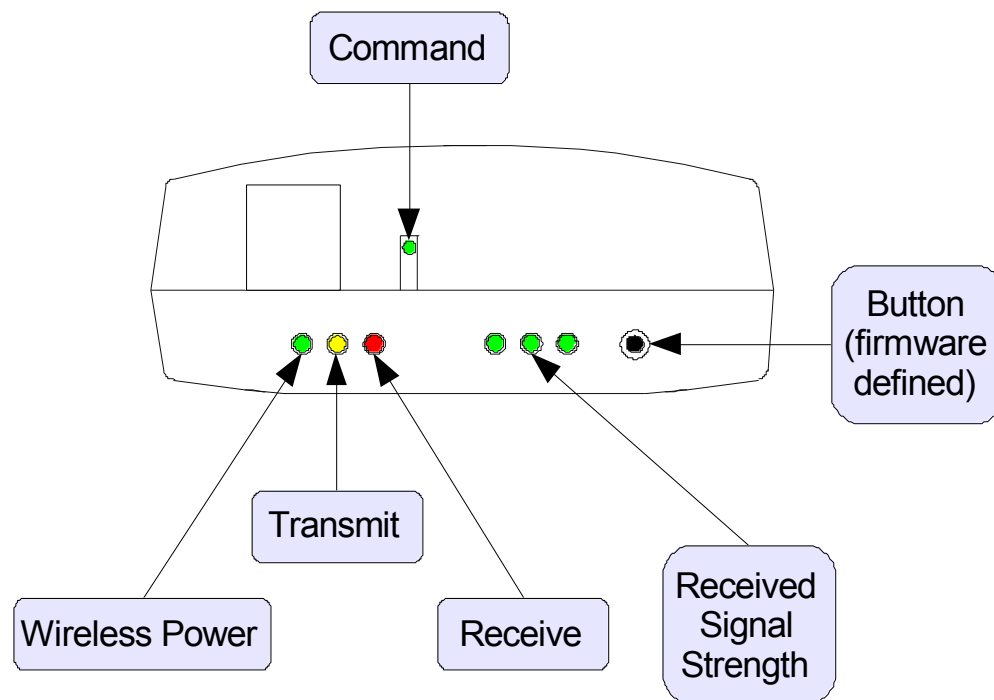 Command
Button
(firmware
defined)
Transmit
Wireless Power
Receive
Received
Signal
Strength